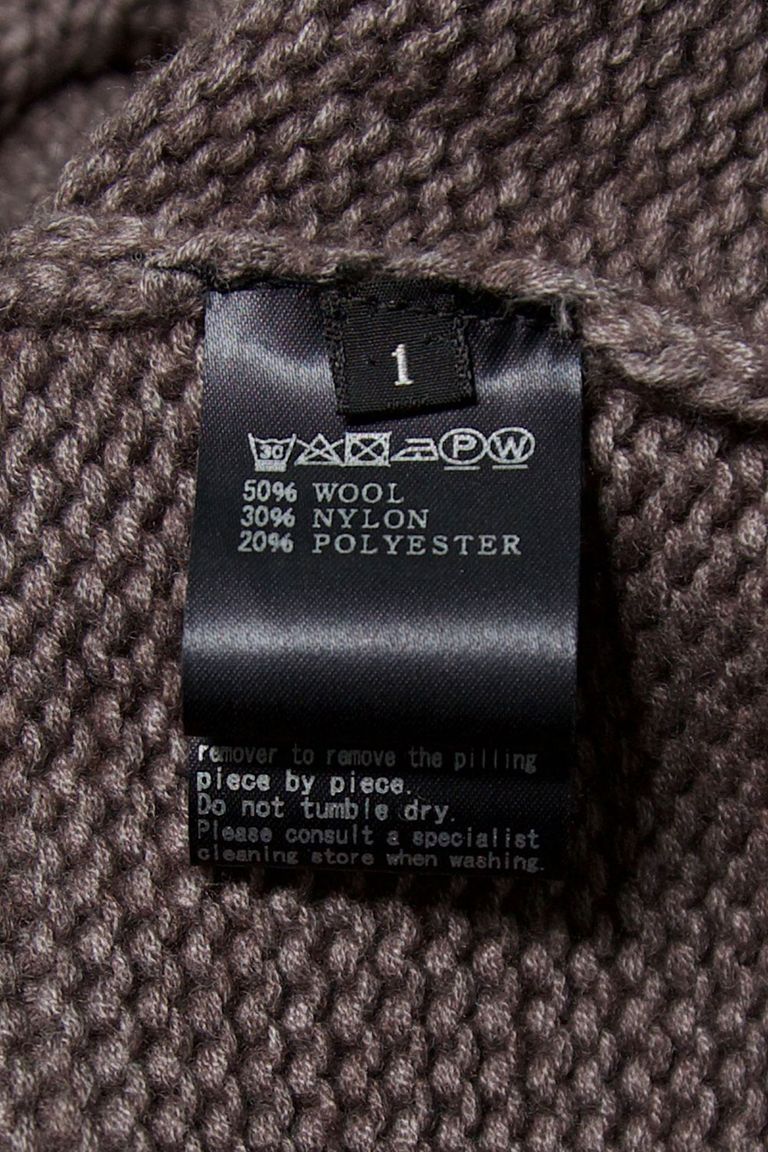 1
30 P W
50% WOOL
30% NYLON
20% POLYESTER
remover to remove the pilling
piece by piece.
Do not tumble dry.
Please consult a specialist
cleaning store when washing.